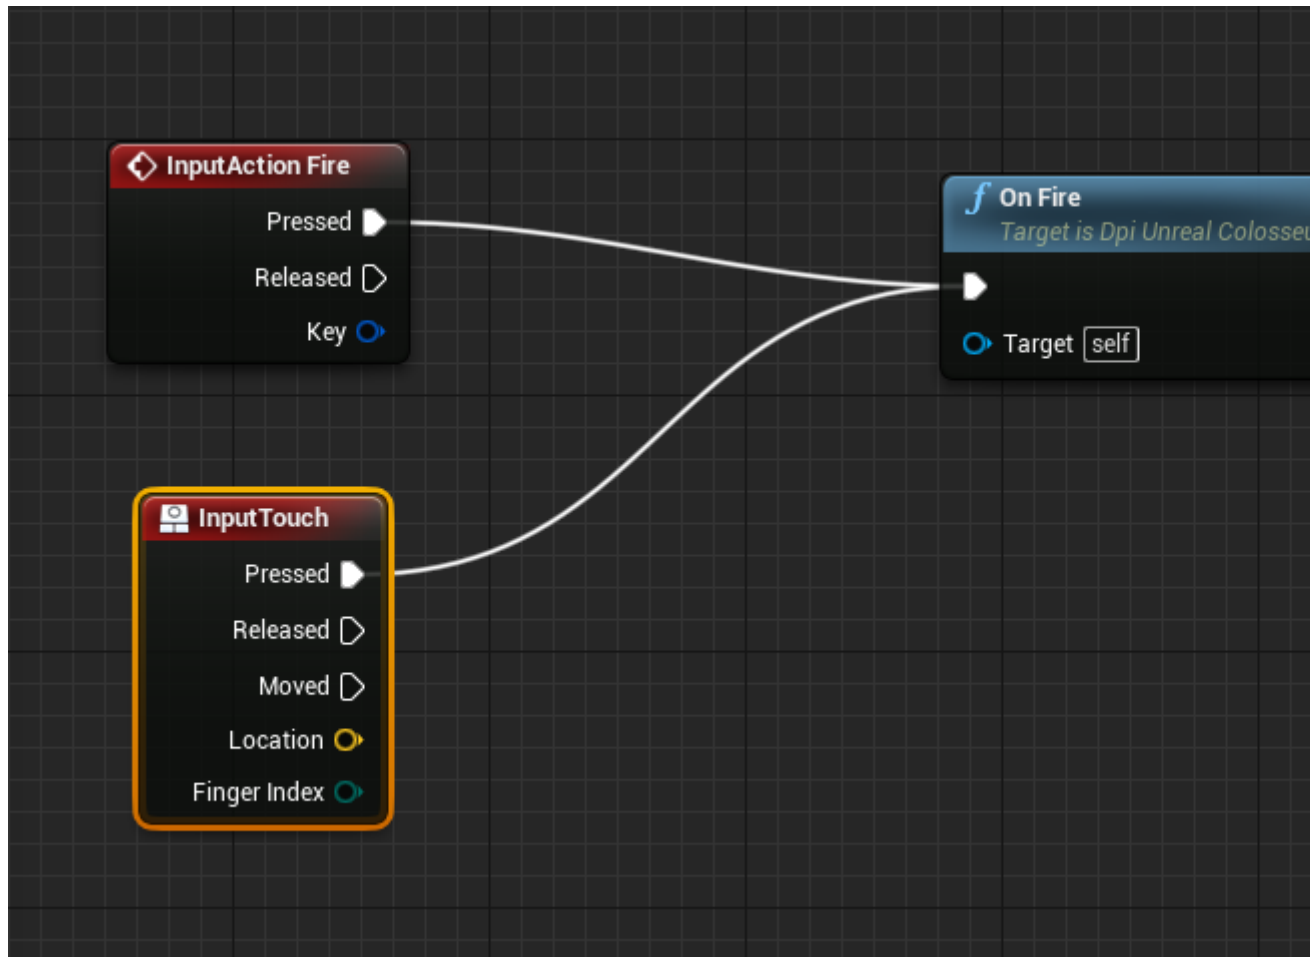 InputAction Fire
Pressed
Released
Key
On Fire
Target is Dpi Unreal
Target self
InputTouch
Pressed
Released
Moved
Location
Finger Index